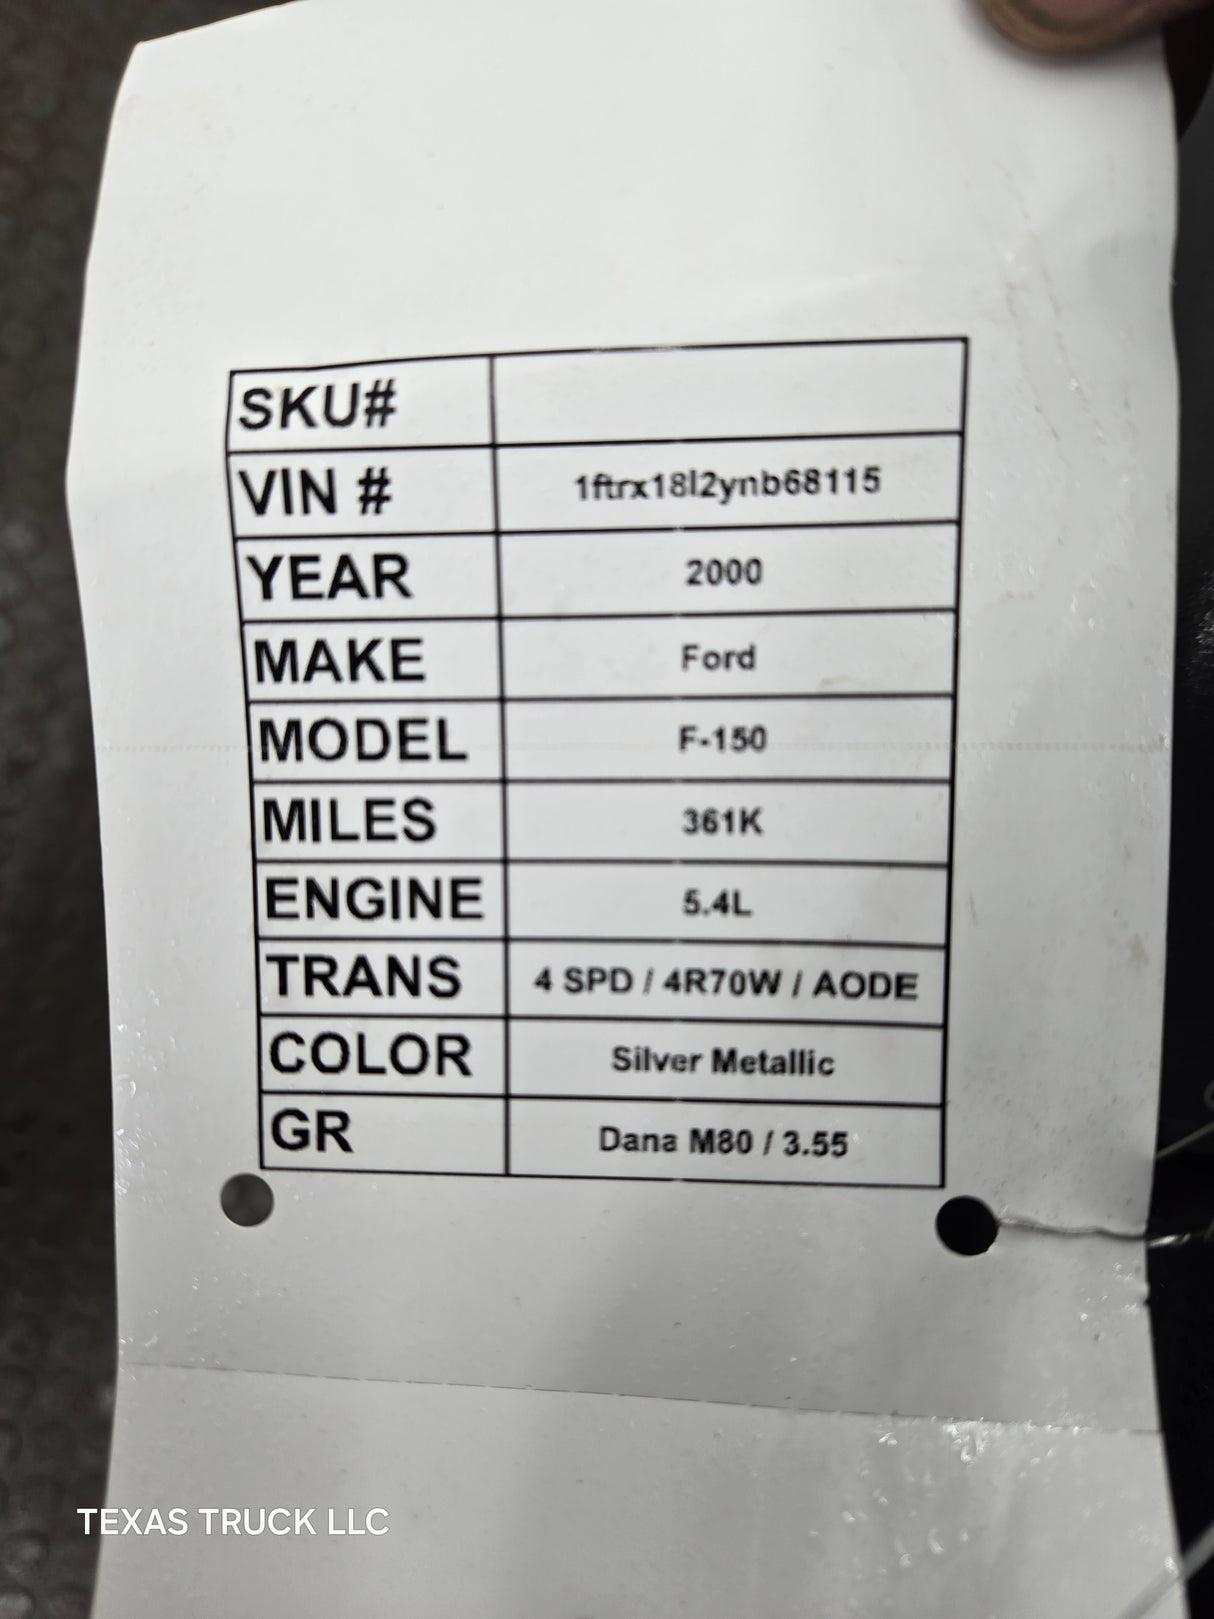 SKU#
VIN # 1ftrx18l2ynb68115
YEAR 2000
MAKE Ford
MODEL F-150
MILES 361K
ENGINE 5.4L
TRANS 4 SPD / 4R70W / AODE
COLOR Silver Metallic
GR Dana M80 / 3.55
TEXAS TRUCK LLC